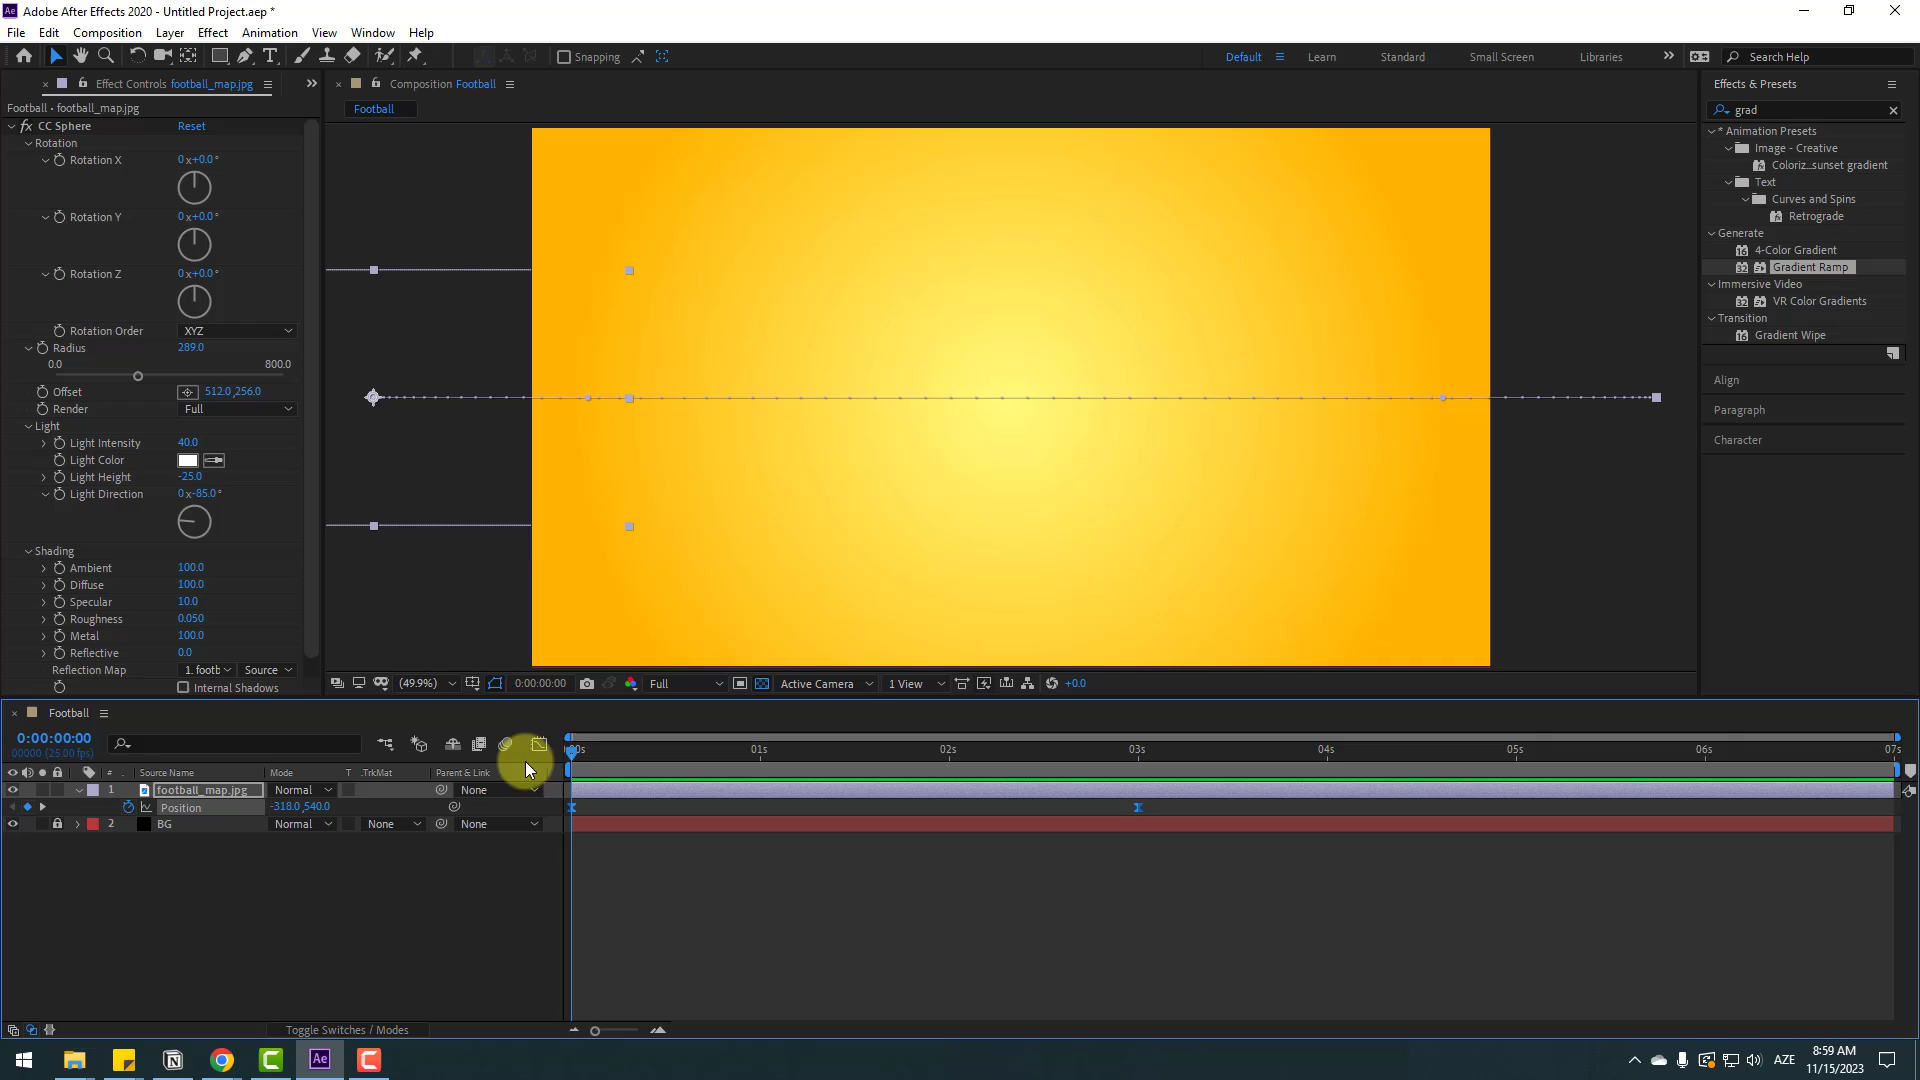 Adobe After Effects 2020 - Untitled Project.aep *
File Edit Composition Layer Effect Animation View Window Help
Snapping Default Learn Standard Small Screen Libraries Search Help
Effect Controls football_map.jpg
Composition Football
Effects & Presets
Football • football_map.jpg
Football
grad
fx CC Sphere Reset
Rotation
Rotation X 0x+0.0°
Rotation Y 0x+0.0°
Rotation Z 0x+0.0°
Rotation Order XYZ
Radius 289.0
0.0 800.0
Offset 512.0,256.0
Render Full
Light
Light Intensity 40.0
Light Color
Light Height -25.0
Light Direction 0x-85.0°
Shading
Ambient 100.0
Diffuse 100.0
Specular 10.0
Roughness 0.050
Metal 100.0
Reflective 0.0
Reflection Map 1. footb Source
Internal Shadows
* Animation Presets
Image - Creative
Coloriz...sunset gradient
Text
Curves and Spins
Retrograde
Generate
4-Color Gradient
Gradient Ramp
Immersive Video
VR Color Gradients
Transition
Gradient Wipe
Align
Paragraph
Character
(49.9%) 0:00:00:00 Full Active Camera 1 View +0.0
Football
0:00:00:00
00000 (25.00 fps)
00s 01s 02s 03s 04s 05s 06s 07s
# Source Name Mode T .TrkMat Parent & Link
1 football_map.jpg Normal None
Position -318.0,540.0
2 BG Normal None None
Toggle Switches / Modes
AZE
8:59 AM
11/15/2023